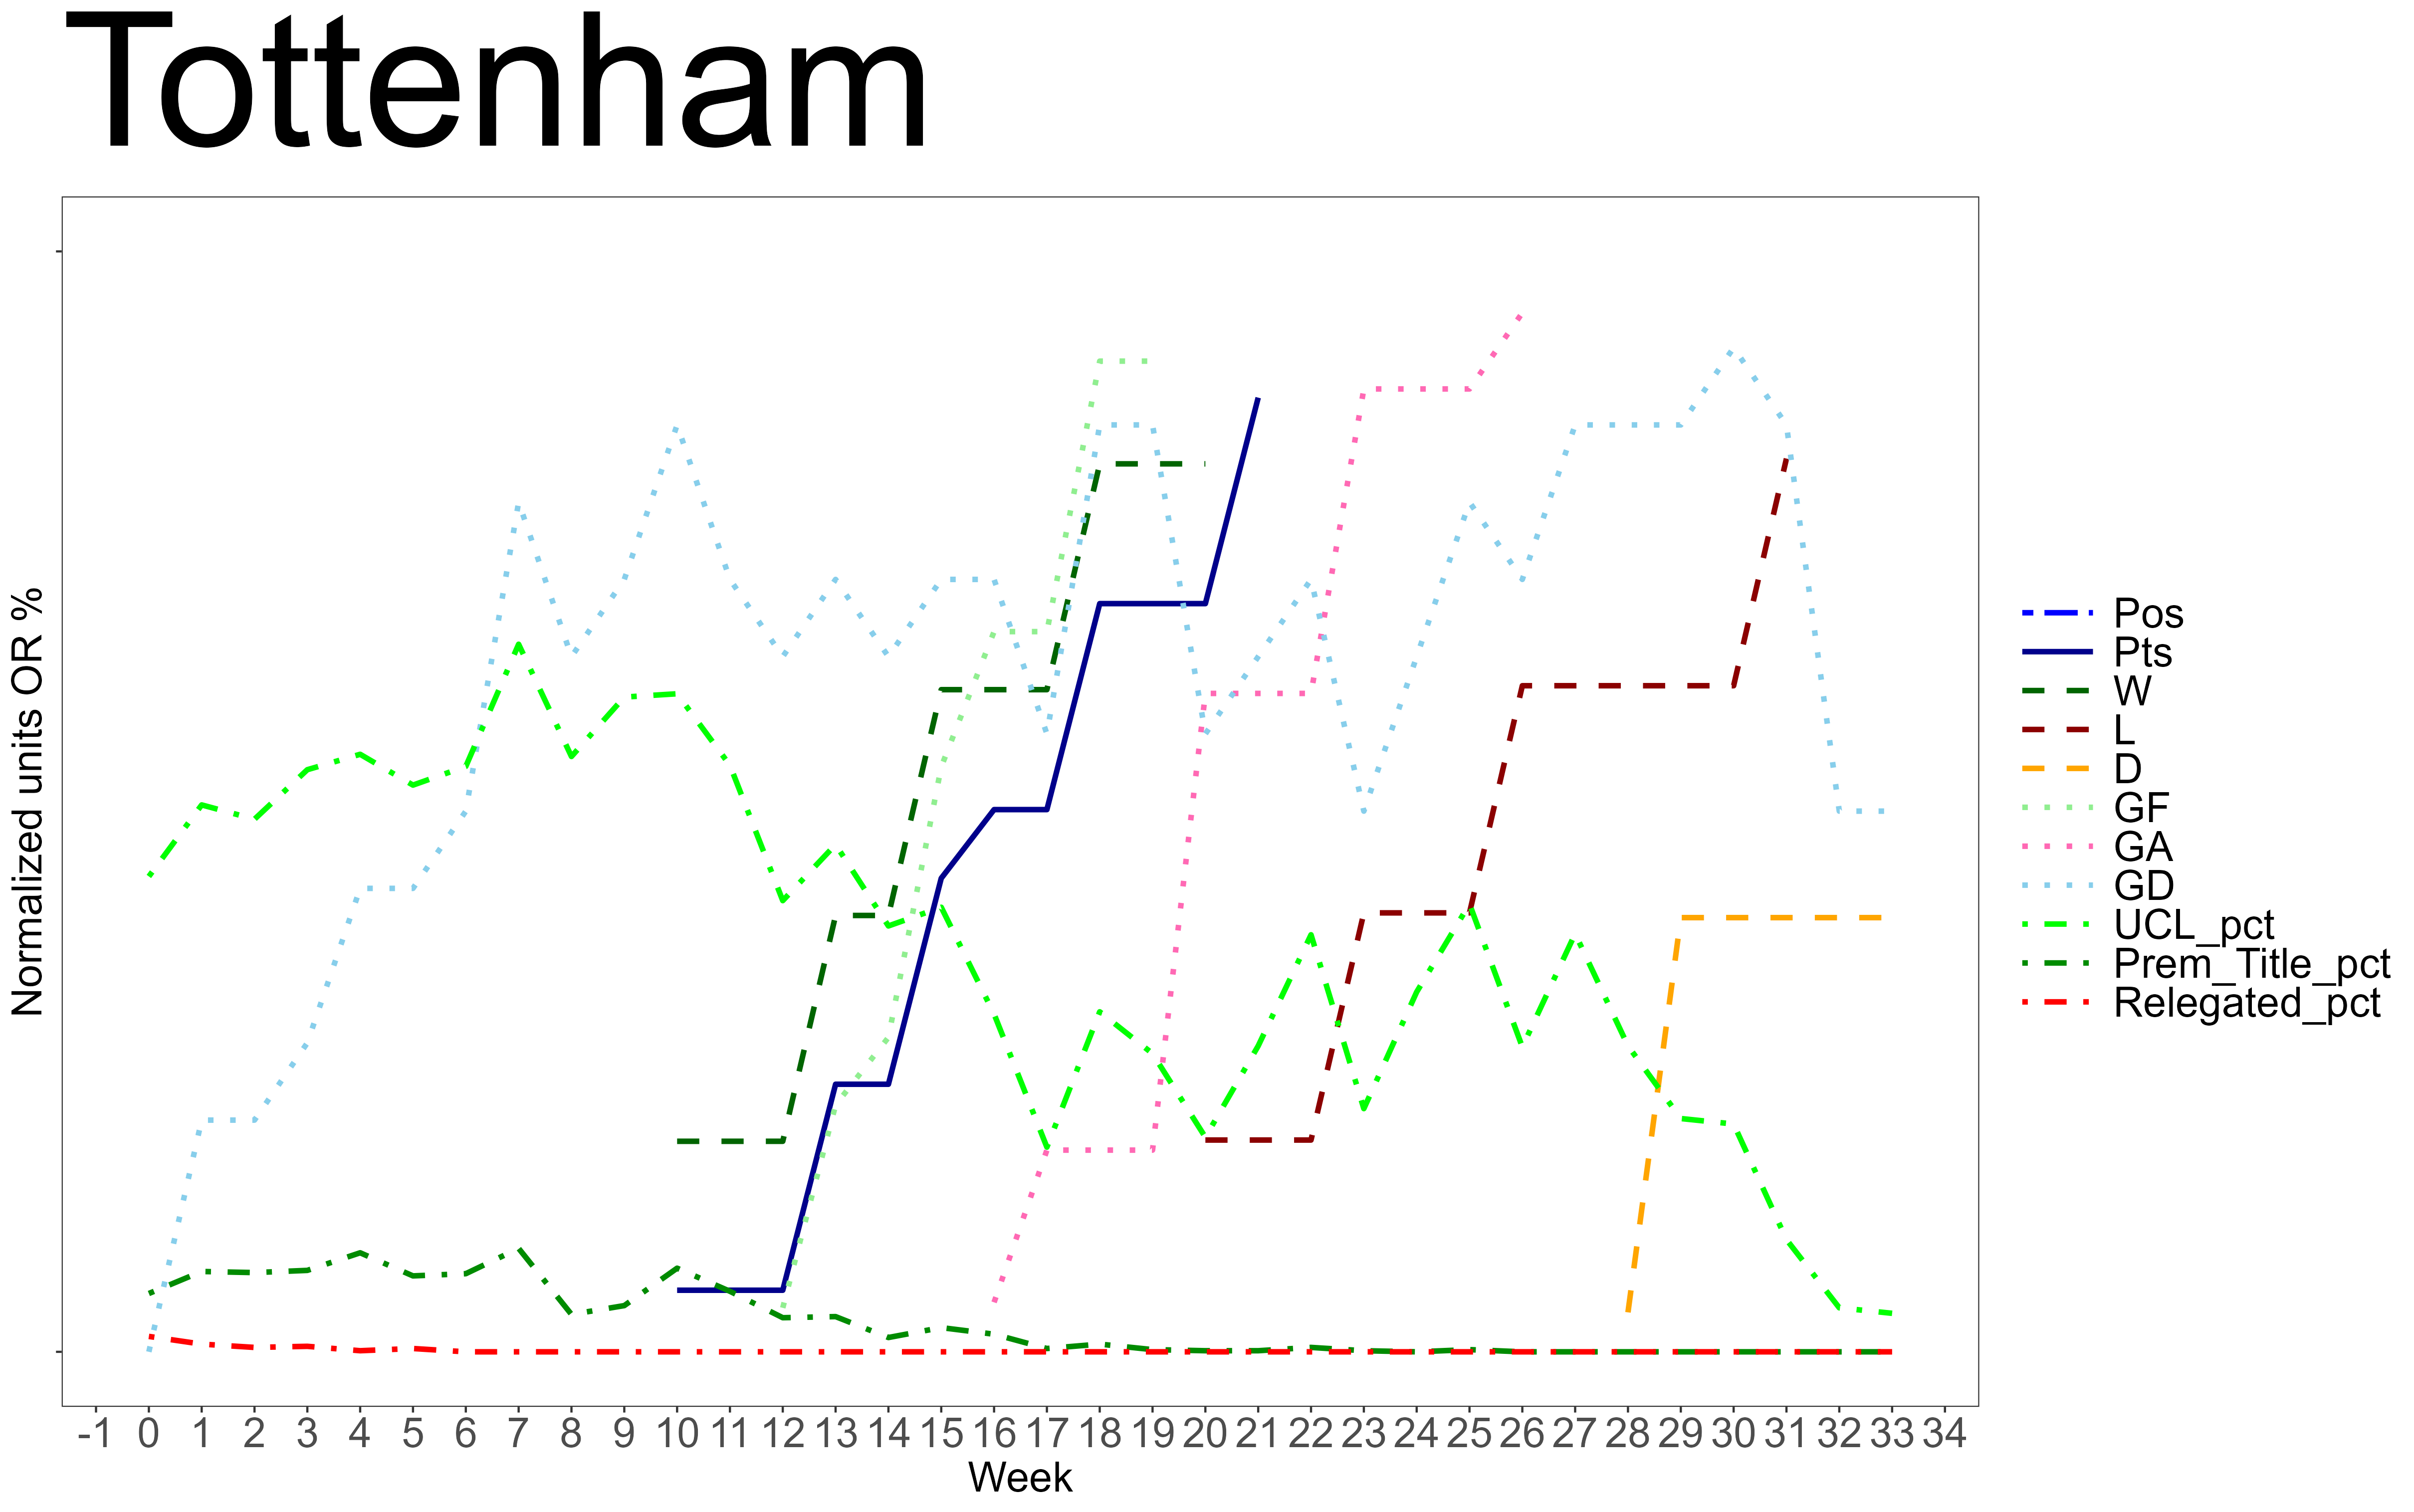 Tottenham
Normalized units OR %
Pos
Pts
W
L
D
GF
GA
GD
UCL_pct
Prem_Title_pct
Relegated_pct
-1 0 1 2 3 4 5 6 7 8 9 10 11 12 13 14 15 16 17 18 19 20 21 22 23 24 25 26 27 28 29 30 31 32 33 34
Week